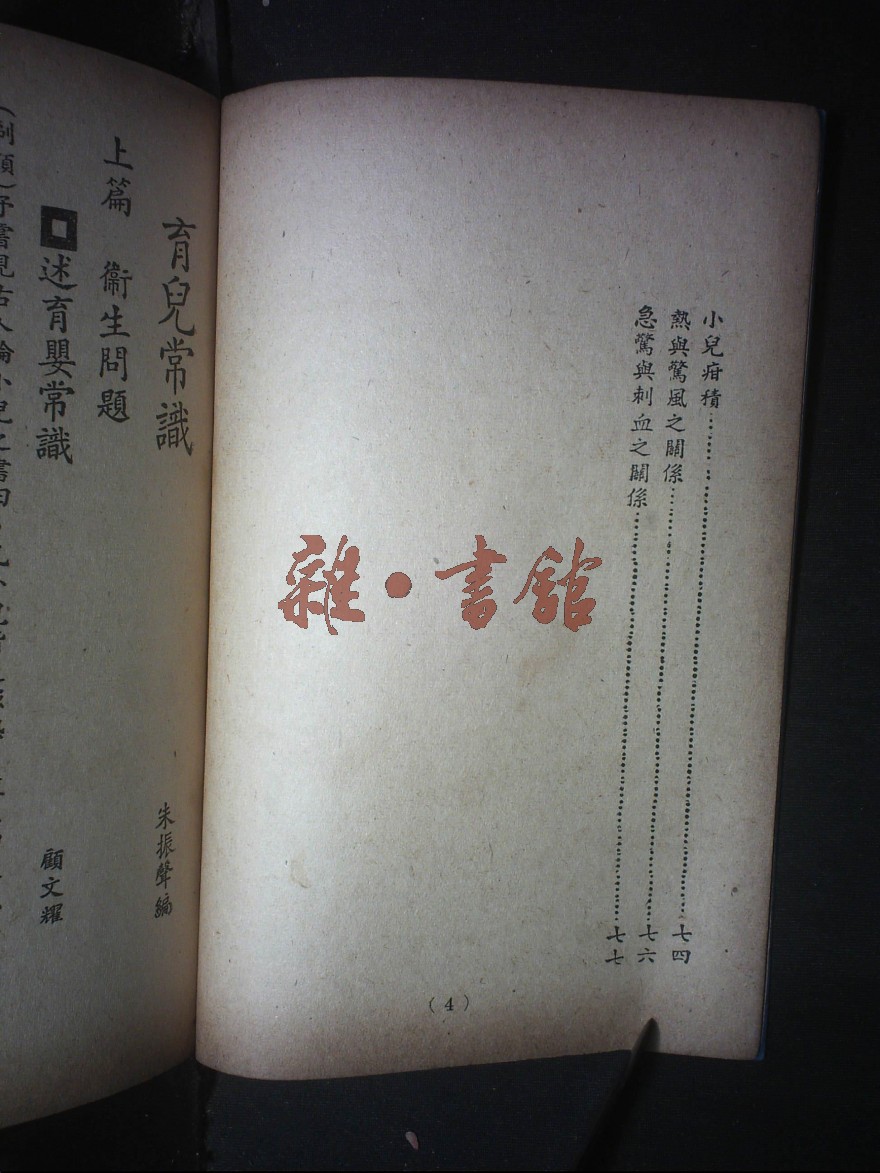 小兒疳積……七四
熱與驚風之關係……七六
急驚與刺血之關係……七七
(4)
雜·書館
育兒常識
朱振聲編
上篇 衞生問題
述育嬰常識
顧文耀